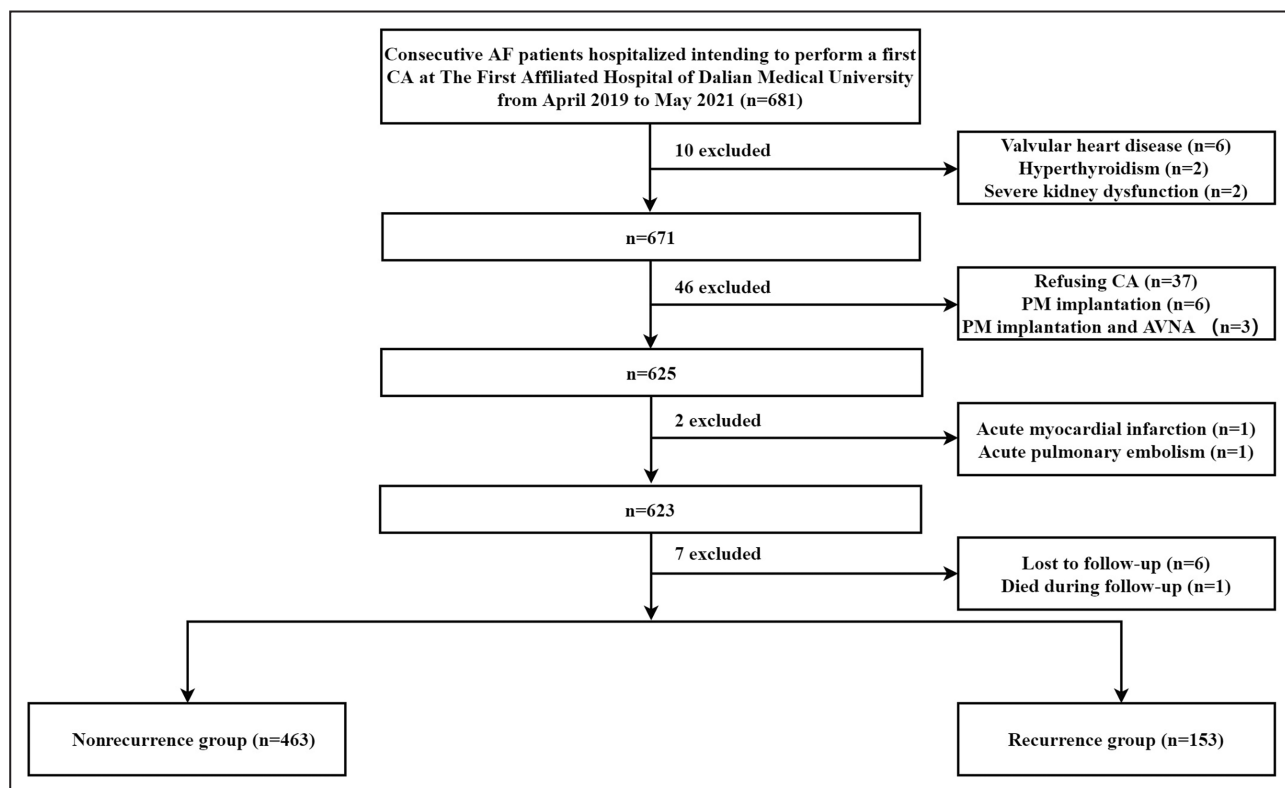 Consecutive AF patients hospitalized intending to perform a first
CA at The First Affiliated Hospital of Dalian Medical University
from April 2019 to May 2021 (n=681)
10 excluded
Valvular heart disease (n=6)
Hyperthyroidism (n=2)
Severe kidney dysfunction (n=2)
n=671
46 excluded
Refusing CA (n=37)
PM implantation (n=6)
PM implantation and AVNA （n=3）
n=625
2 excluded
Acute myocardial infarction (n=1)
Acute pulmonary embolism (n=1)
n=623
7 excluded
Lost to follow-up (n=6)
Died during follow-up (n=1)
Nonrecurrence group (n=463)
Recurrence group (n=153)